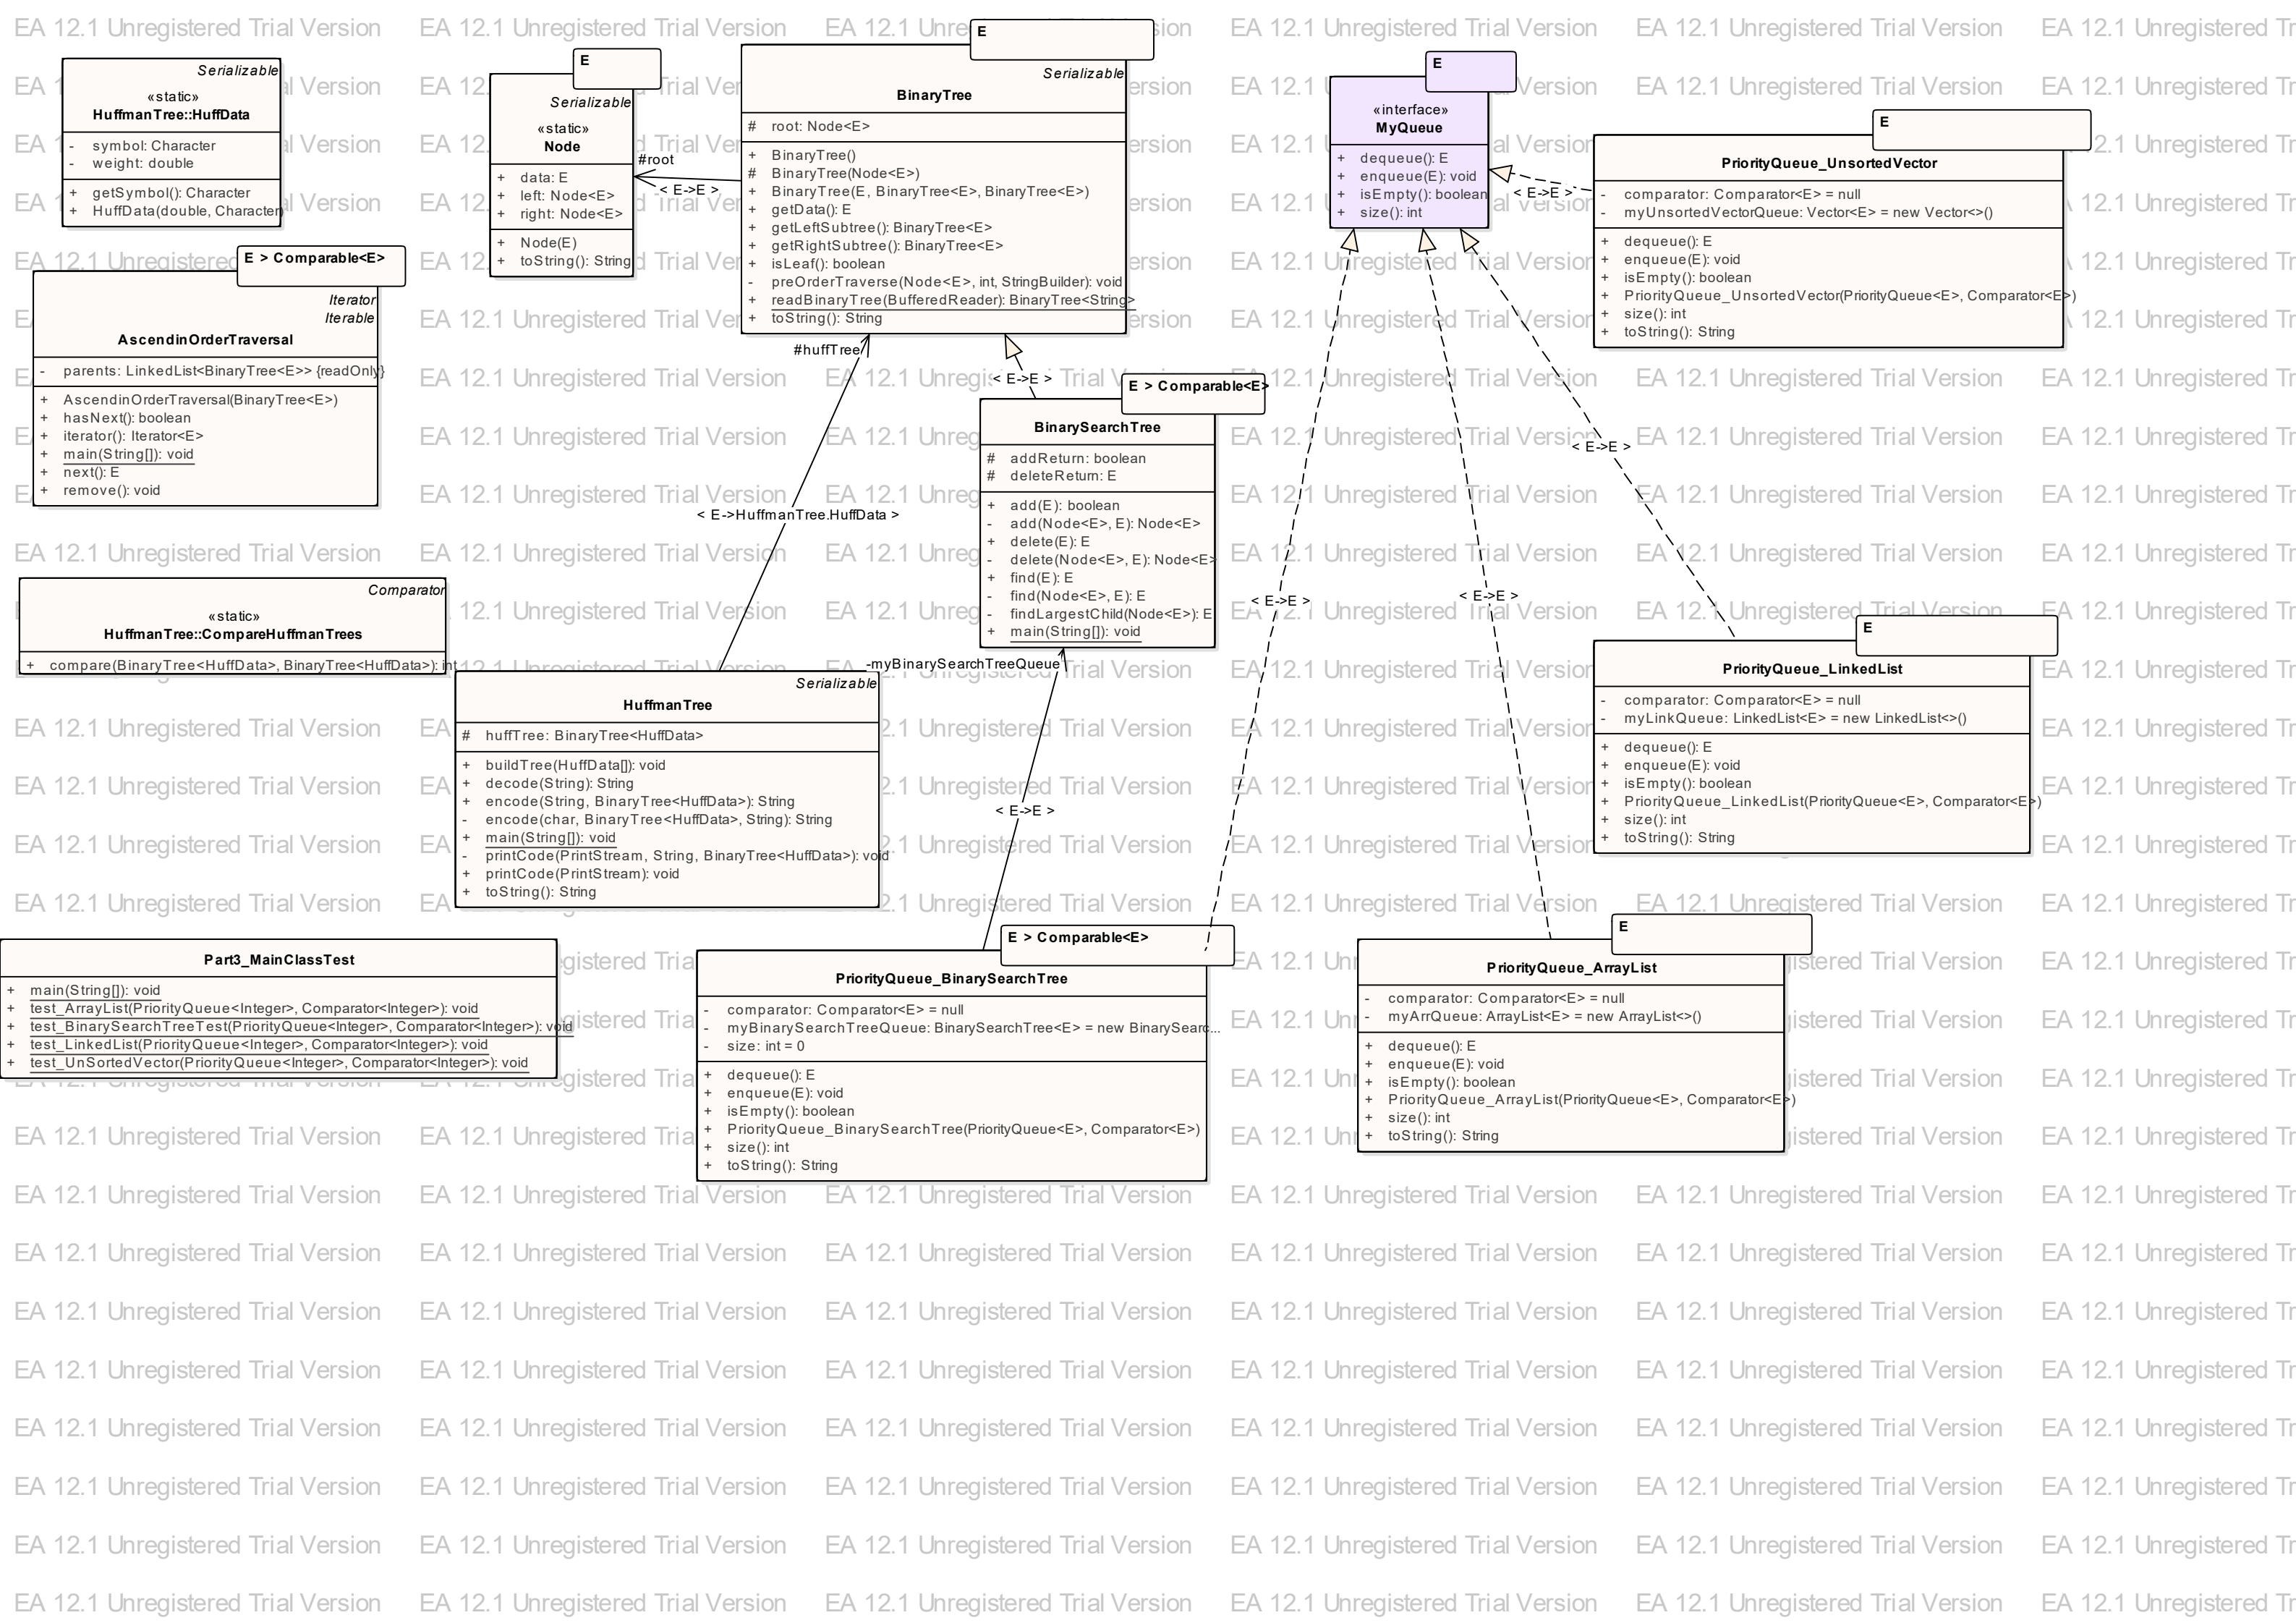 EA 12.1 Unregistered Trial Version
Serializable
«static»
HuffmanTree::HuffData
- symbol: Character
- weight: double
+ getSymbol(): Character
+ HuffData(double, Character)
E > Comparable<E>
Iterator
Iterable
AscendinOrderTraversal
- parents: LinkedList<BinaryTree<E>> {readOnly}
+ AscendinOrderTraversal(BinaryTree<E>)
+ hasNext(): boolean
+ iterator(): Iterator<E>
+ main(String[]): void
+ next(): E
+ remove(): void
Comparator
«static»
HuffmanTree::CompareHuffmanTrees
+ compare(BinaryTree<HuffData>, BinaryTree<HuffData>): int
Part3_MainClassTest
+ main(String[]): void
+ test_ArrayList(PriorityQueue<Integer>, Comparator<Integer>): void
+ test_BinarySearchTreeTest(PriorityQueue<Integer>, Comparator<Integer>): void
+ test_LinkedList(PriorityQueue<Integer>, Comparator<Integer>): void
+ test_UnSortedVector(PriorityQueue<Integer>, Comparator<Integer>): void
E
Serializable
«static»
Node
+ data: E
+ left: Node<E>
+ right: Node<E>
+ Node(E)
+ toString(): String
#root
< E->E >
E
Serializable
BinaryTree
# root: Node<E>
+ BinaryTree()
# BinaryTree(Node<E>)
+ BinaryTree(E, BinaryTree<E>, BinaryTree<E>)
+ getData(): E
+ getLeftSubtree(): BinaryTree<E>
+ getRightSubtree(): BinaryTree<E>
+ isLeaf(): boolean
- preOrderTraverse(Node<E>, int, StringBuilder): void
+ readBinaryTree(BufferedReader): BinaryTree<String>
+ toString(): String
#huffTree
< E->HuffmanTree.HuffData >
< E->E >
E > Comparable<E>
BinarySearchTree
# addReturn: boolean
# deleteReturn: E
+ add(E): boolean
- add(Node<E>, E): Node<E>
+ delete(E): E
- delete(Node<E>, E): Node<E>
+ find(E): E
- find(Node<E>, E): E
- findLargestChild(Node<E>): E
+ main(String[]): void
-myBinarySearchTreeQueue
< E->E >
Serializable
HuffmanTree
# huffTree: BinaryTree<HuffData>
+ buildTree(HuffData[]): void
+ decode(String): String
+ encode(String, BinaryTree<HuffData>): String
- encode(char, BinaryTree<HuffData>, String): String
+ main(String[]): void
- printCode(PrintStream, String, BinaryTree<HuffData>): void
+ printCode(PrintStream): void
+ toString(): String
E > Comparable<E>
PriorityQueue_BinarySearchTree
- comparator: Comparator<E> = null
- myBinarySearchTreeQueue: BinarySearchTree<E> = new BinarySearc...
- size: int = 0
+ dequeue(): E
+ enqueue(E): void
+ isEmpty(): boolean
+ PriorityQueue_BinarySearchTree(PriorityQueue<E>, Comparator<E>)
+ size(): int
+ toString(): String
E
«interface»
MyQueue
+ dequeue(): E
+ enqueue(E): void
+ isEmpty(): boolean
+ size(): int
< E->E >
< E->E >
< E->E >
< E->E >
E
PriorityQueue_UnsortedVector
- comparator: Comparator<E> = null
- myUnsortedVectorQueue: Vector<E> = new Vector<>()
+ dequeue(): E
+ enqueue(E): void
+ isEmpty(): boolean
+ PriorityQueue_UnsortedVector(PriorityQueue<E>, Comparator<E>)
+ size(): int
+ toString(): String
E
PriorityQueue_LinkedList
- comparator: Comparator<E> = null
- myLinkQueue: LinkedList<E> = new LinkedList<>()
+ dequeue(): E
+ enqueue(E): void
+ isEmpty(): boolean
+ PriorityQueue_LinkedList(PriorityQueue<E>, Comparator<E>)
+ size(): int
+ toString(): String
E
PriorityQueue_ArrayList
- comparator: Comparator<E> = null
- myArrQueue: ArrayList<E> = new ArrayList<>()
+ dequeue(): E
+ enqueue(E): void
+ isEmpty(): boolean
+ PriorityQueue_ArrayList(PriorityQueue<E>, Comparator<E>)
+ size(): int
+ toString(): String